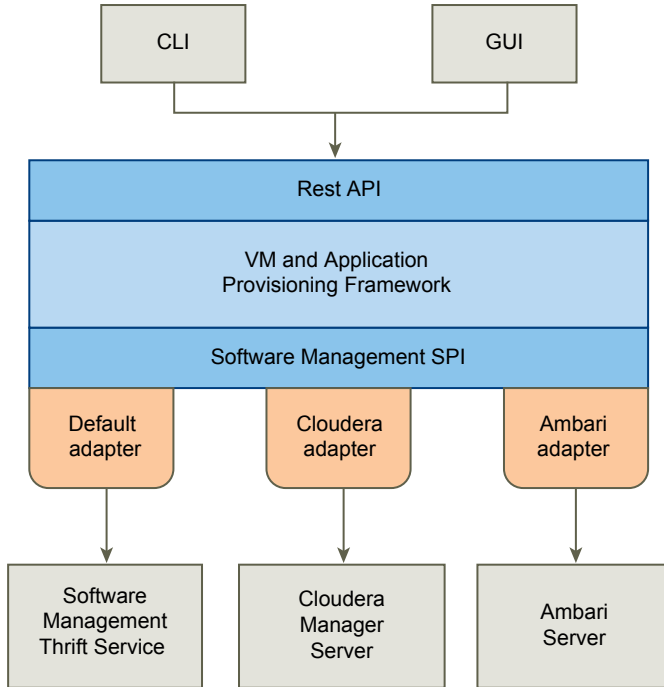 CLI
GUI
Rest API
VM and Application
Provisioning Framework
Software Management SPI
Default
adapter
Cloudera
adapter
Ambari
adapter
Software
Management
Thrift Service
Cloudera
Manager
Server
Ambari
Server